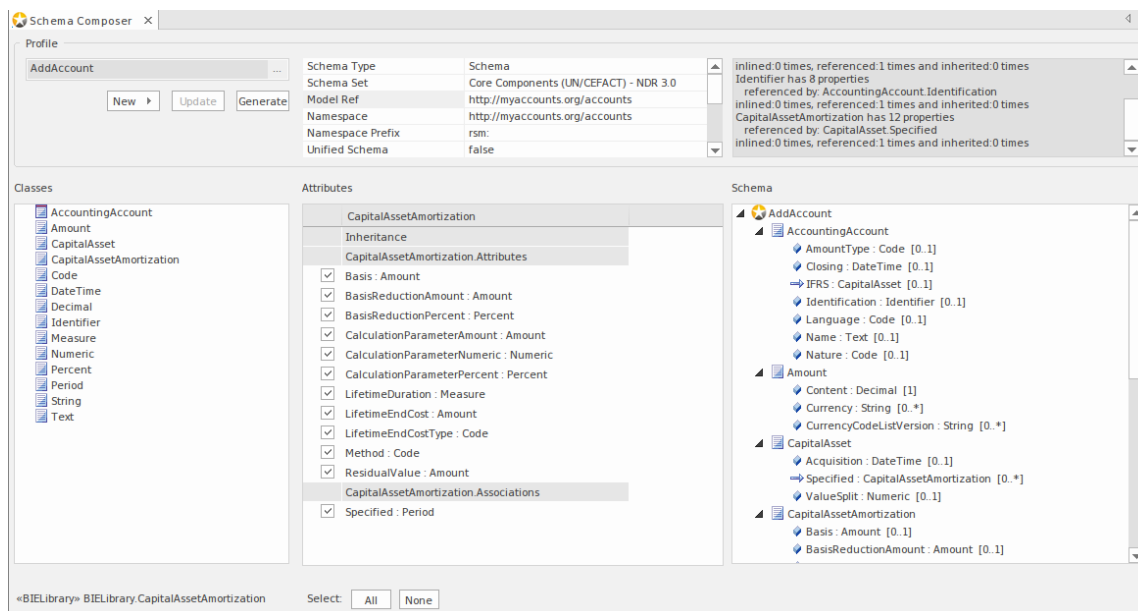 Schema Composer
Profile
AddAccount
...
New
Update
Generate
Schema Type Schema
Schema Set Core Components (UN/CEFACT) - NDR 3.0
Model Ref http://myaccounts.org/accounts
Namespace http://myaccounts.org/accounts
Namespace Prefix rsm:
Unified Schema false
inlined:0 times, referenced:1 times and inherited:0 times
Identifier has 8 properties
referenced by: AccountingAccount.Identification
inlined:0 times, referenced:1 times and inherited:0 times
CapitalAssetAmortization has 12 properties
referenced by: CapitalAsset.Specified
inlined:0 times, referenced:1 times and inherited:0 times
Classes
AccountingAccount
Amount
CapitalAsset
CapitalAssetAmortization
Code
DateTime
Decimal
Identifier
Measure
Numeric
Percent
Period
String
Text
Attributes
CapitalAssetAmortization
Inheritance
CapitalAssetAmortization.Attributes
Basis : Amount
BasisReductionAmount : Amount
BasisReductionPercent : Percent
CalculationParameterAmount : Amount
CalculationParameterNumeric : Numeric
CalculationParameterPercent : Percent
LifetimeDuration : Measure
LifetimeEndCost : Amount
LifetimeEndCostType : Code
Method : Code
ResidualValue : Amount
CapitalAssetAmortization.Associations
Specified : Period
Schema
AddAccount
AccountingAccount
AmountType : Code [0..1]
Closing : DateTime [0..1]
IFRS : CapitalAsset [0..1]
Identification : Identifier [0..1]
Language : Code [0..1]
Name : Text [0..1]
Nature : Code [0..1]
Amount
Content : Decimal [1]
Currency : String [0..*]
CurrencyCodeListVersion : String [0..*]
CapitalAsset
Acquisition : DateTime [0..1]
Specified : CapitalAssetAmortization [0..*]
ValueSplit : Numeric [0..1]
CapitalAssetAmortization
Basis : Amount [0..1]
BasisReductionAmount : Amount [0..1]
«BIELibrary» BIELibrary.CapitalAssetAmortization
Select:
All
None